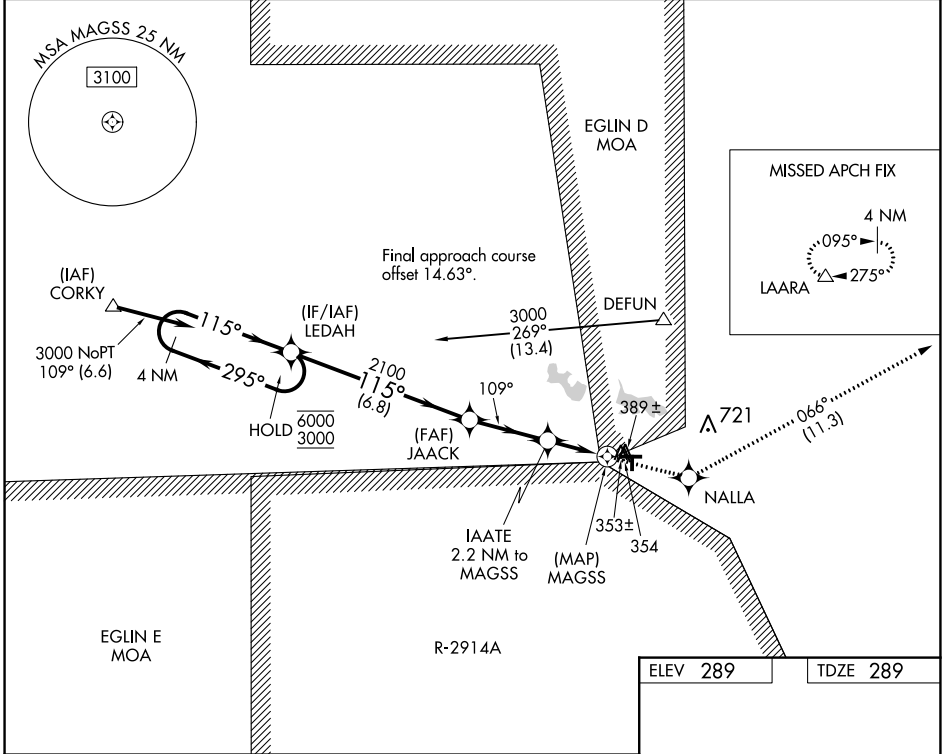 MSA MAGSS 25 NM
3100
EGLIN D
MOA
MISSED APCH FIX
4 NM
095°
275°
LAARA
Final approach course
offset 14.63°.
(IAF)
CORKY
3000 NoPT
109° (6.6)
115°
4 NM
295°
(IF/IAF)
LEDAH
HOLD 6000
3000
2100
115°
(6.8)
109°
(FAF)
JAACK
3000
269°
(13.4)
DEFUN
389 ±
721
066°
(11.3)
NALLA
353±
354
IAATE
2.2 NM to
MAGSS
(MAP)
MAGSS
EGLIN E
MOA
R-2914A
ELEV 289
TDZE 289